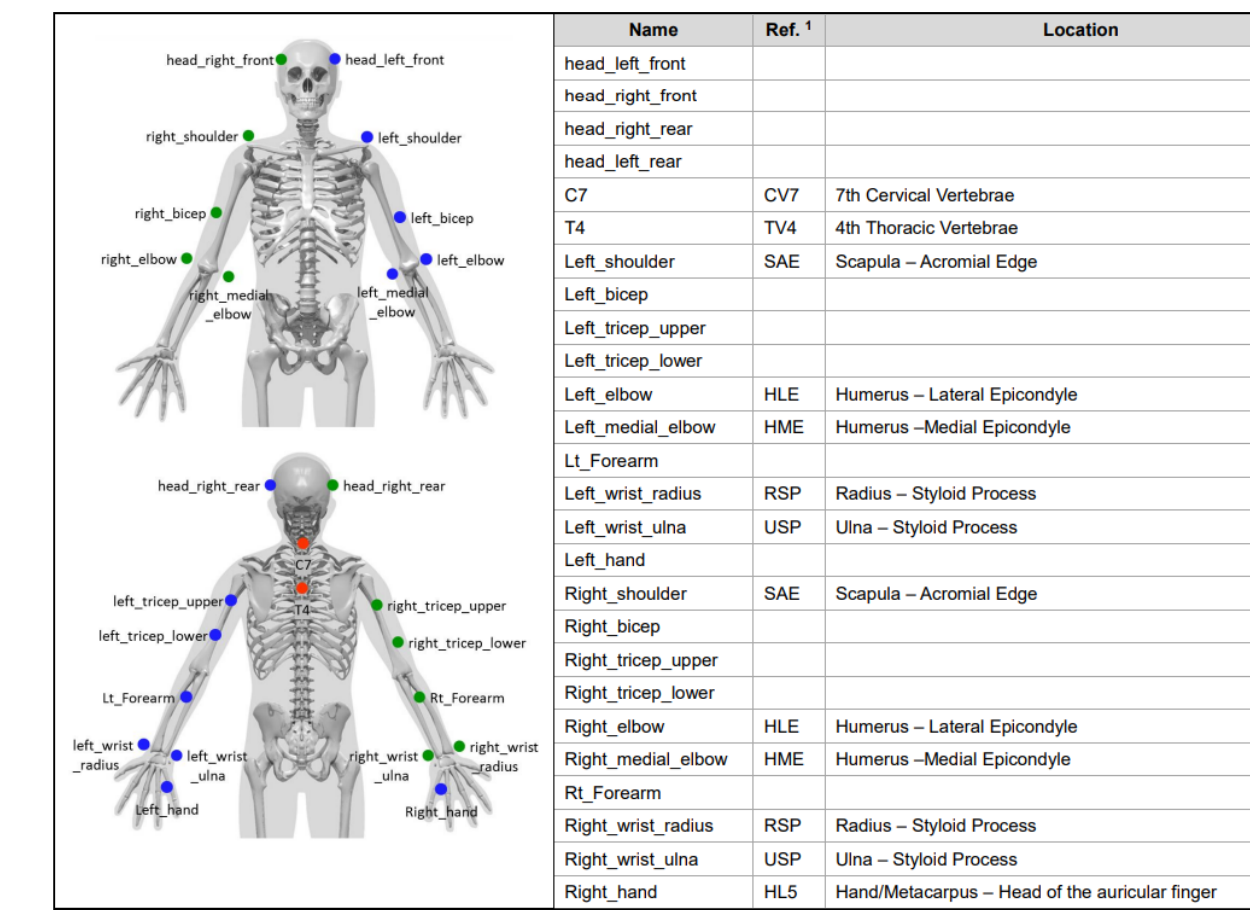 head_right_front
head_left_front
right_shoulder
left_shoulder
right_bicep
left_bicep
right_elbow
left_elbow
right_medial
_elbow
left_medial
_elbow
head_right_rear
head_right_rear
C7
T4
left_tricep_upper
right_tricep_upper
left_tricep_lower
right_tricep_lower
Lt_Forearm
Rt_Forearm
left_wrist
_radius
left_wrist
_ulna
right_wrist
_ulna
right_wrist
_radius
Left_hand
Right_hand
Name Ref. 1 Location
head_left_front
head_right_front
head_right_rear
head_left_rear
C7 CV7 7th Cervical Vertebrae
T4 TV4 4th Thoracic Vertebrae
Left_shoulder SAE Scapula – Acromial Edge
Left_bicep
Left_tricep_upper
Left_tricep_lower
Left_elbow HLE Humerus – Lateral Epicondyle
Left_medial_elbow HME Humerus –Medial Epicondyle
Lt_Forearm
Left_wrist_radius RSP Radius – Styloid Process
Left_wrist_ulna USP Ulna – Styloid Process
Left_hand
Right_shoulder SAE Scapula – Acromial Edge
Right_bicep
Right_tricep_upper
Right_tricep_lower
Right_elbow HLE Humerus – Lateral Epicondyle
Right_medial_elbow HME Humerus –Medial Epicondyle
Rt_Forearm
Right_wrist_radius RSP Radius – Styloid Process
Right_wrist_ulna USP Ulna – Styloid Process
Right_hand HL5 Hand/Metacarpus – Head of the auricular finger